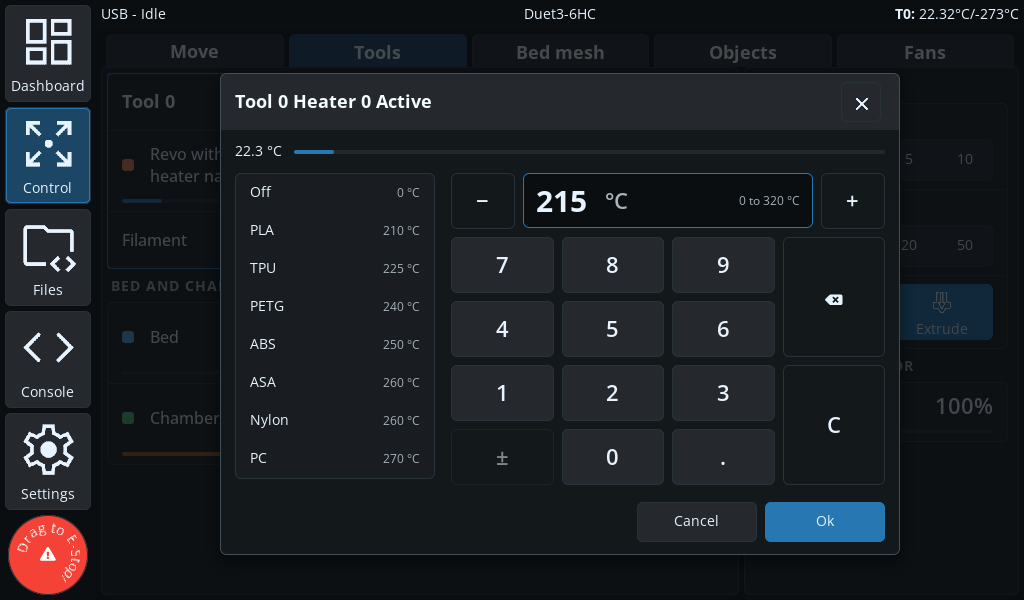 USB - Idle
Duet3-6HC
T0: 22.32°C/-273°C
Dashboard
Control
Files
Console
Settings
Drag to E-Stop!
Move
Tools
Bed mesh
Objects
Fans
Tool 0
Revo with
heater na
Filament
BED AND CHA
Bed
Chamber
5
10
20
50
Extrude
OR
100%
Tool 0 Heater 0 Active
22.3 °C
Off 0 °C
PLA 210 °C
TPU 225 °C
PETG 240 °C
ABS 250 °C
ASA 260 °C
Nylon 260 °C
PC 270 °C
− 215 °C 0 to 320 °C +
7 8 9
4 5 6
1 2 3
± 0 .
C
Cancel
Ok